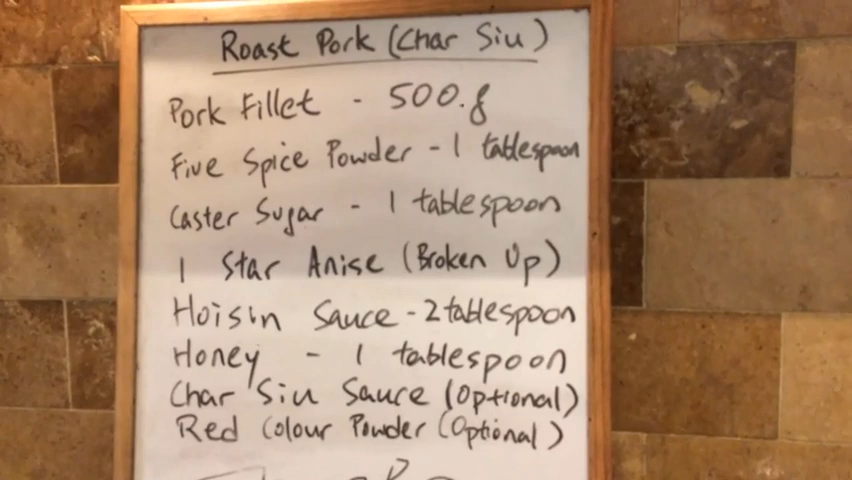 Roast Pork (Char Siu)
Pork Fillet - 500.g
Five Spice Powder - 1 tablespoon
Caster Sugar - 1 tablespoon
1 Star Anise (Broken Up)
Hoisin Sauce - 2 tablespoon
Honey - 1 tablespoon
Char Siu Sauce (Optional)
Red Colour Powder (Optional)